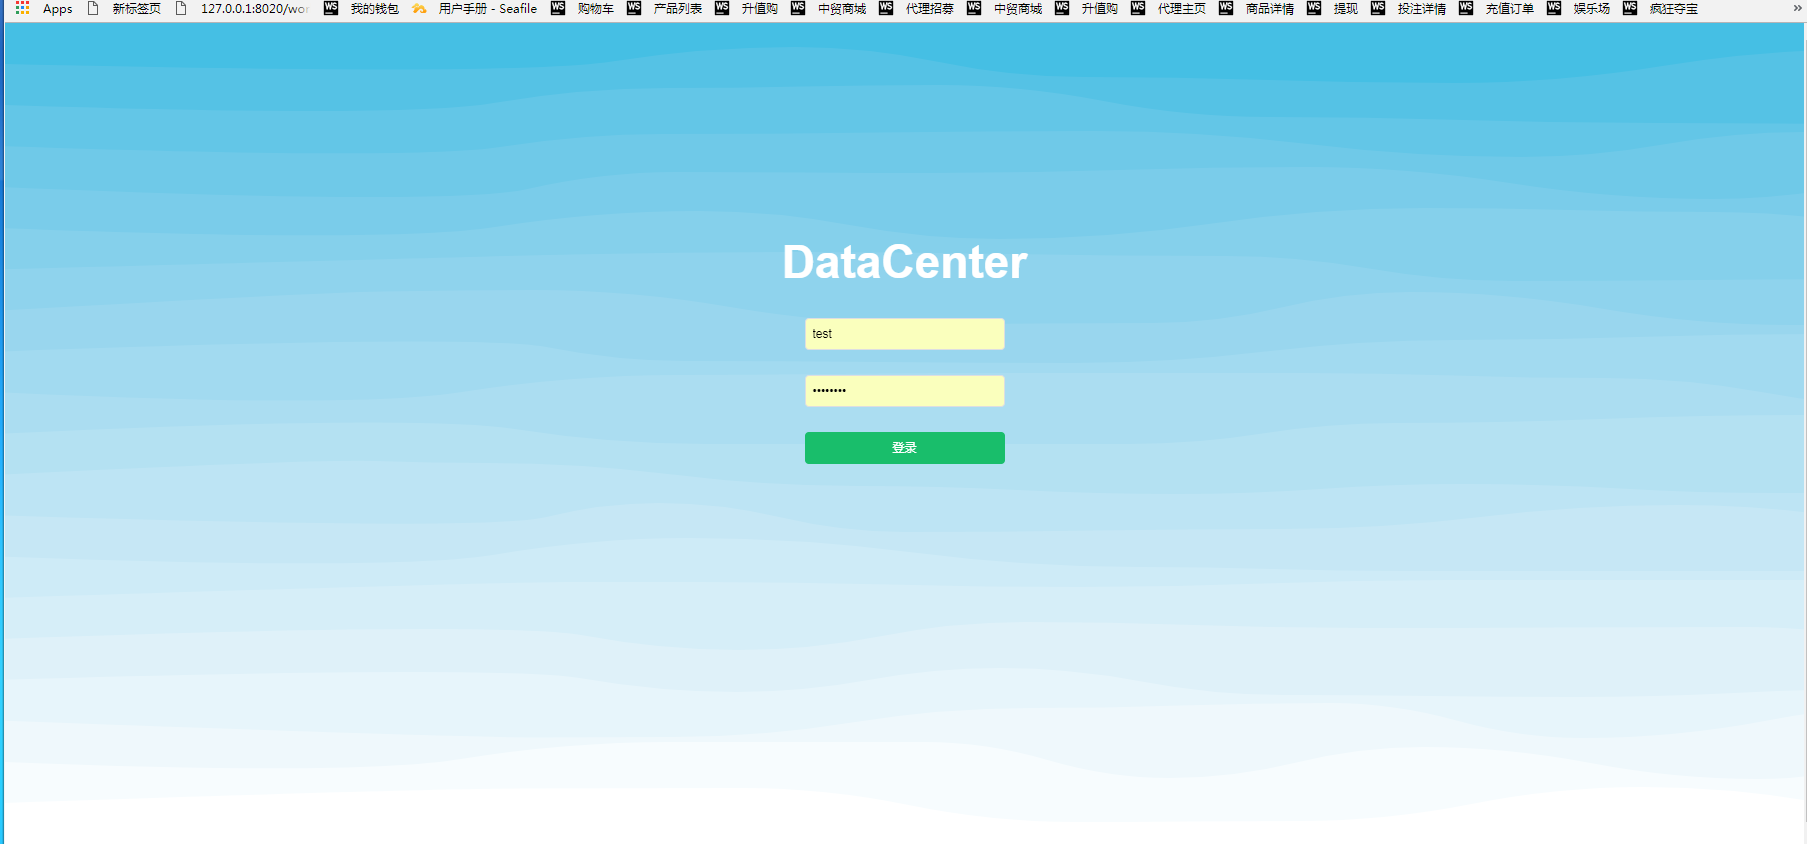 Apps 新标签页 127.0.0.1:8020/wor WS 我的钱包 用户手册 - Seafile WS 购物车 WS 产品列表 WS 升值购 WS 中贸商城 WS 代理招募 WS 中贸商城 WS 升值购 WS 代理主页 WS 商品详情 WS 提现 WS 投注详情 WS 充值订单 WS 娱乐场 WS 疯狂夺宝 »
DataCenter
test
••••••••
登录